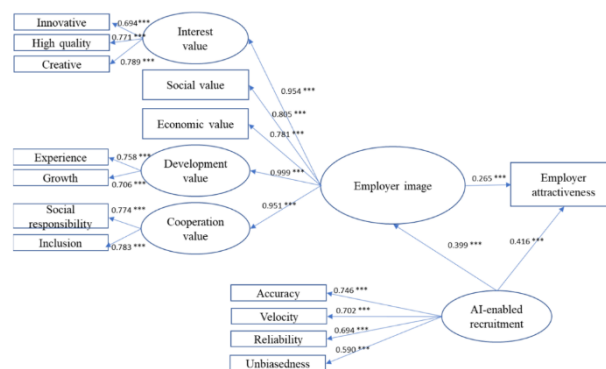 Innovative
0.694***
High quality
0.771 ***
Creative
0.789 ***
Interest
value
Social value
Economic value
0.954 ***
0.805 ***
0.781 ***
Experience
0.758 ***
Growth
0.706 ***
Development
value
0.999 ***
Social
responsibility
0.774 ***
Inclusion
0.783 ***
Cooperation
value
0.951 ***
Employer image
0.265 ***
Employer
attractiveness
0.399 ***
0.416 ***
Accuracy
0.746 ***
Velocity
0.702 ***
Reliability
0.694 ***
Unbiasedness
0.590 ***
AI-enabled
recruitment